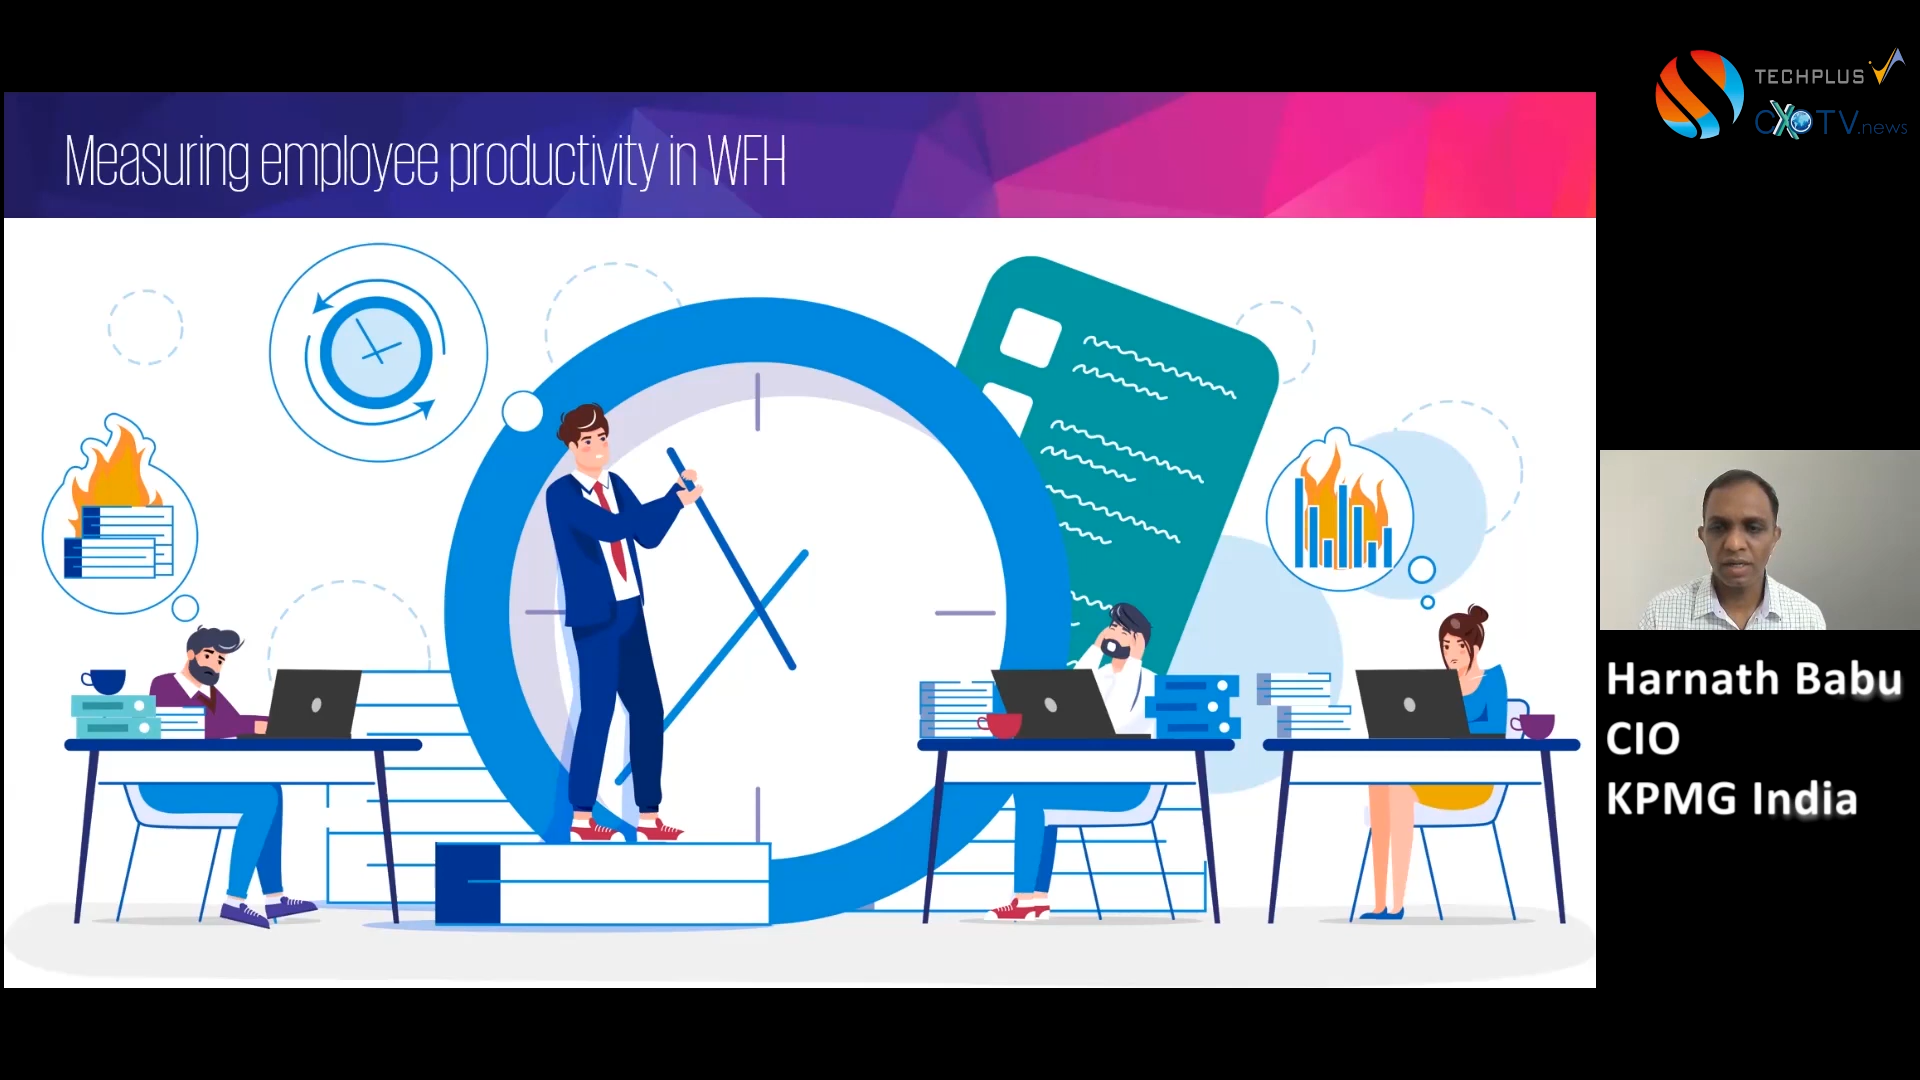 Measuring employee productivity in WFH
TECHPLUS
CXOTV.news
Harnath Babu
CIO
KPMG India